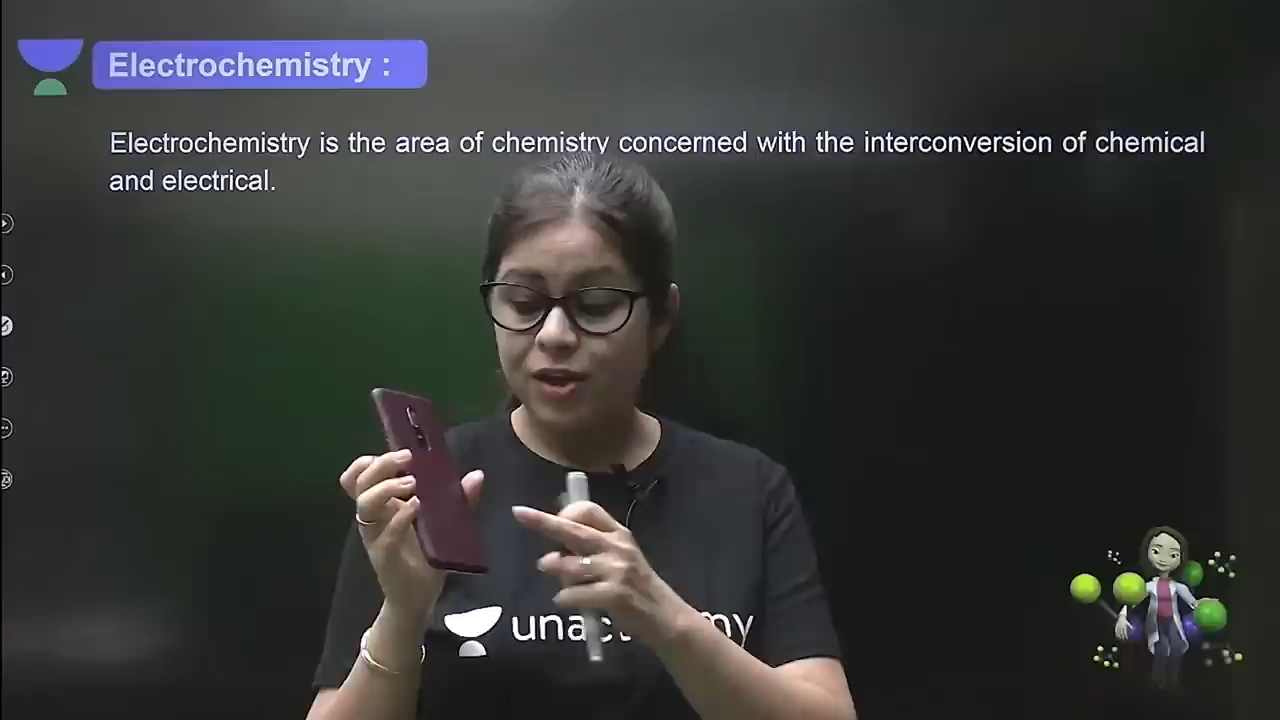 Electrochemistry :
Electrochemistry is the area of chemistry concerned with the interconversion of chemical
and electrical.